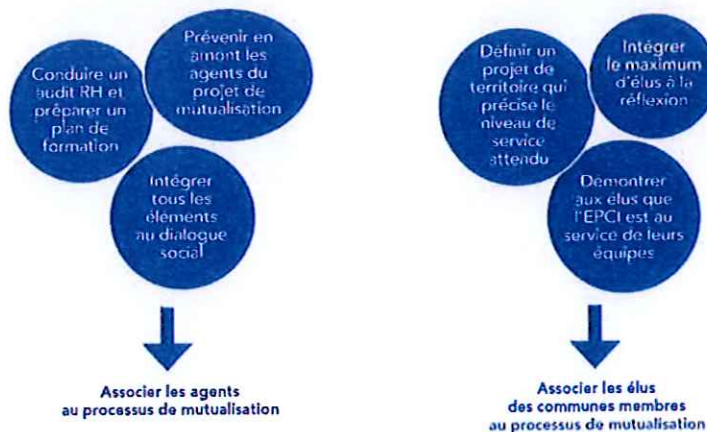 Conduire un
audit RH et
préparer un
plan de
formation
Prévenir en
amont les
agents du
projet de
mutualisation
Intégrer
tous les
éléments
au dialogue
social
Associer les agents
au processus de mutualisation
Définir un
projet de
territoire qui
précise le
niveau de
service
attendu
Intégrer
le maximum
d'élus à la
réflexion
Démontrer
aux élus que
l'EPCI est au
service de leurs
équipes
Associer les élus
des communes membres
au processus de mutualisation